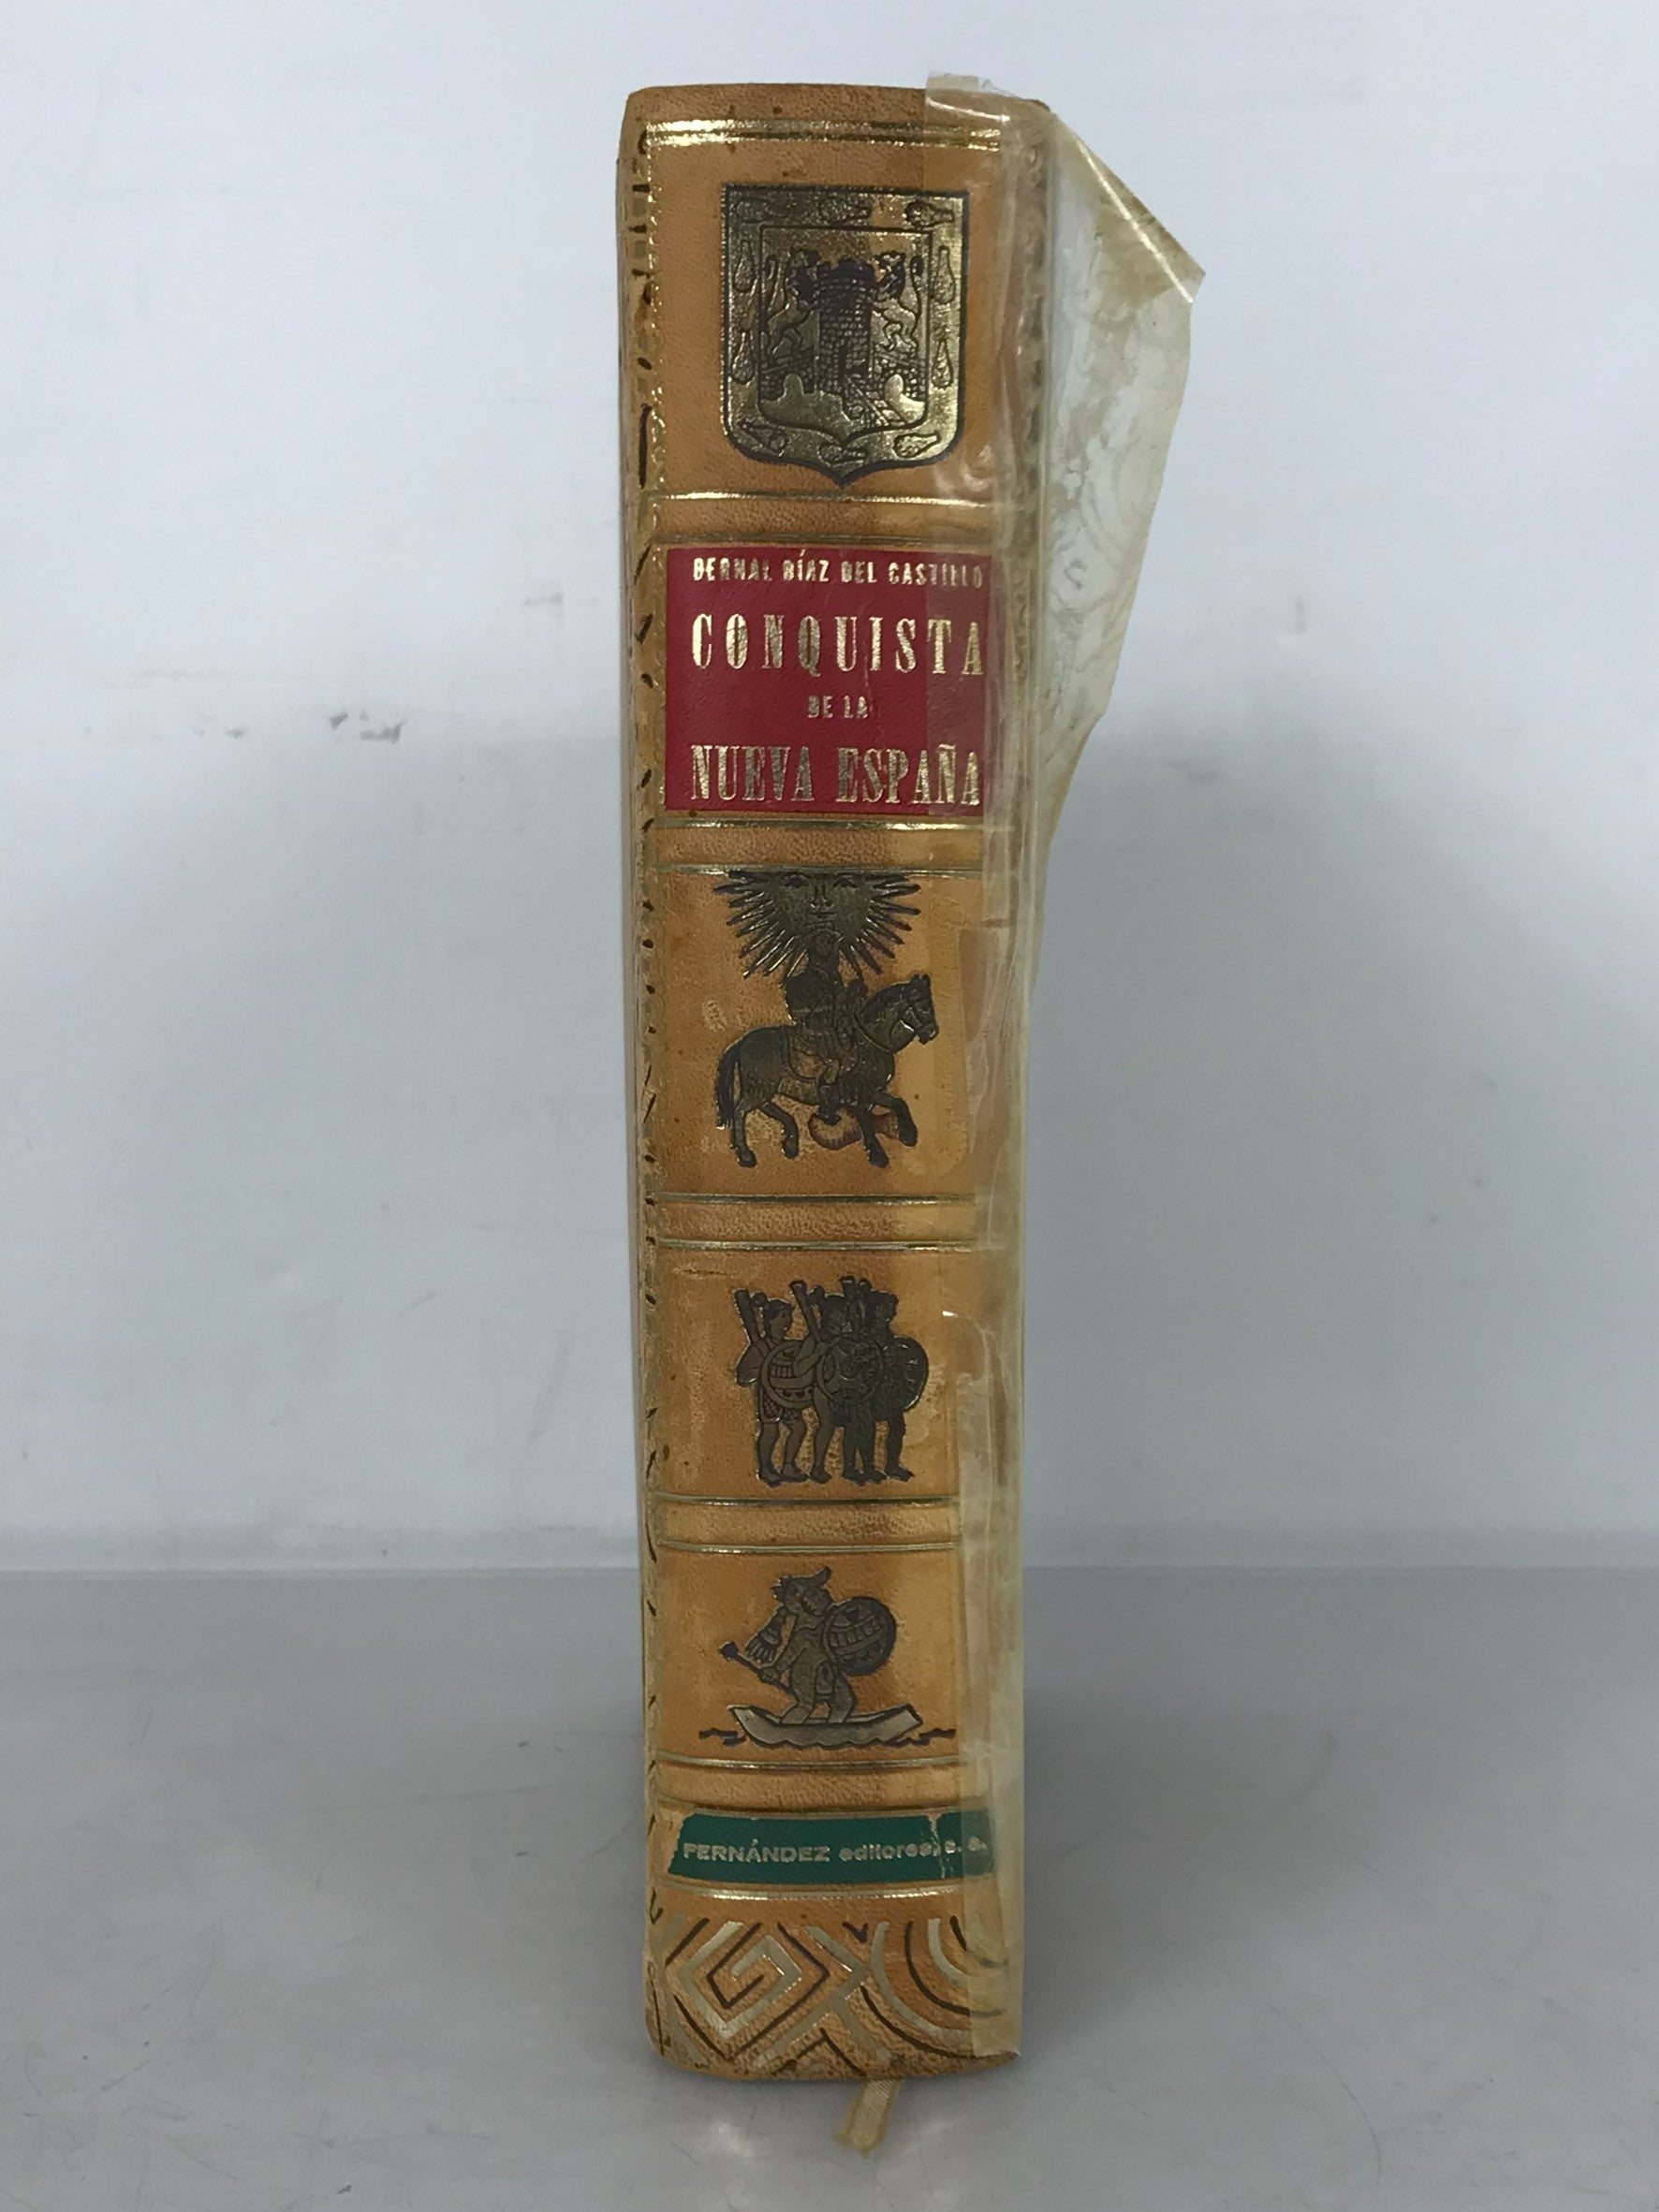 BERNAL DÍAZ DEL CASTILLO
CONQUISTA
DE LA
NUEVA ESPAÑA
FERNÁNDEZ editores, s. a.